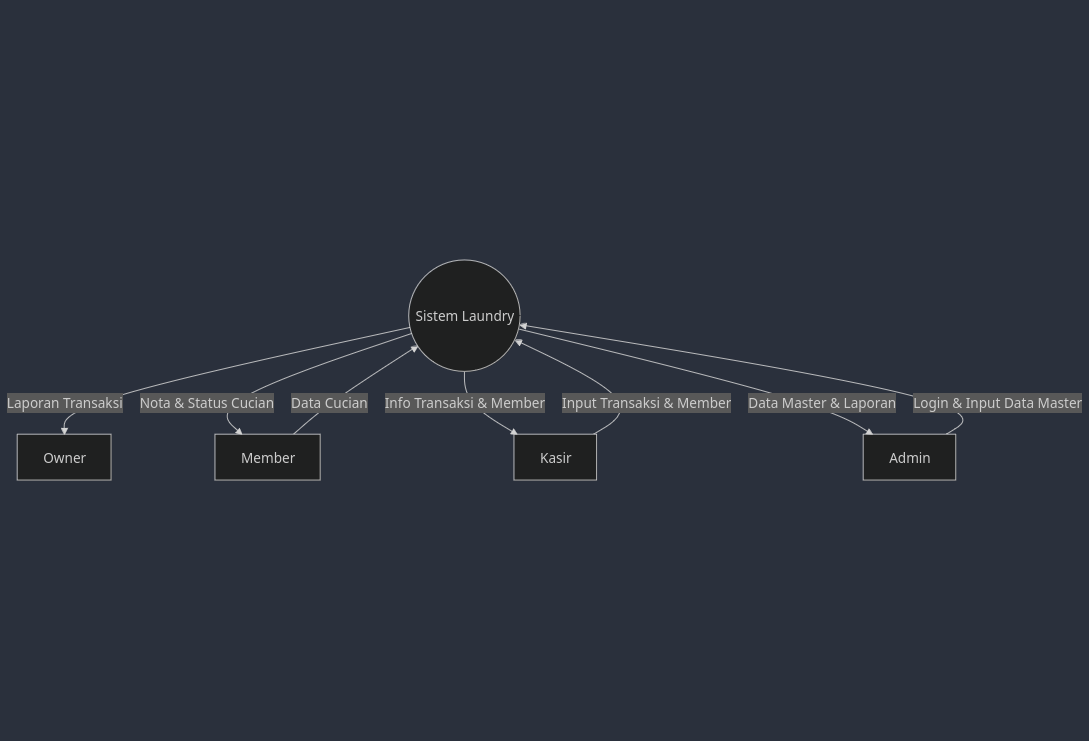 Sistem Laundry
Laporan Transaksi
Nota & Status Cucian
Data Cucian
Info Transaksi & Member
Input Transaksi & Member
Data Master & Laporan
Login & Input Data Master
Owner
Member
Kasir
Admin